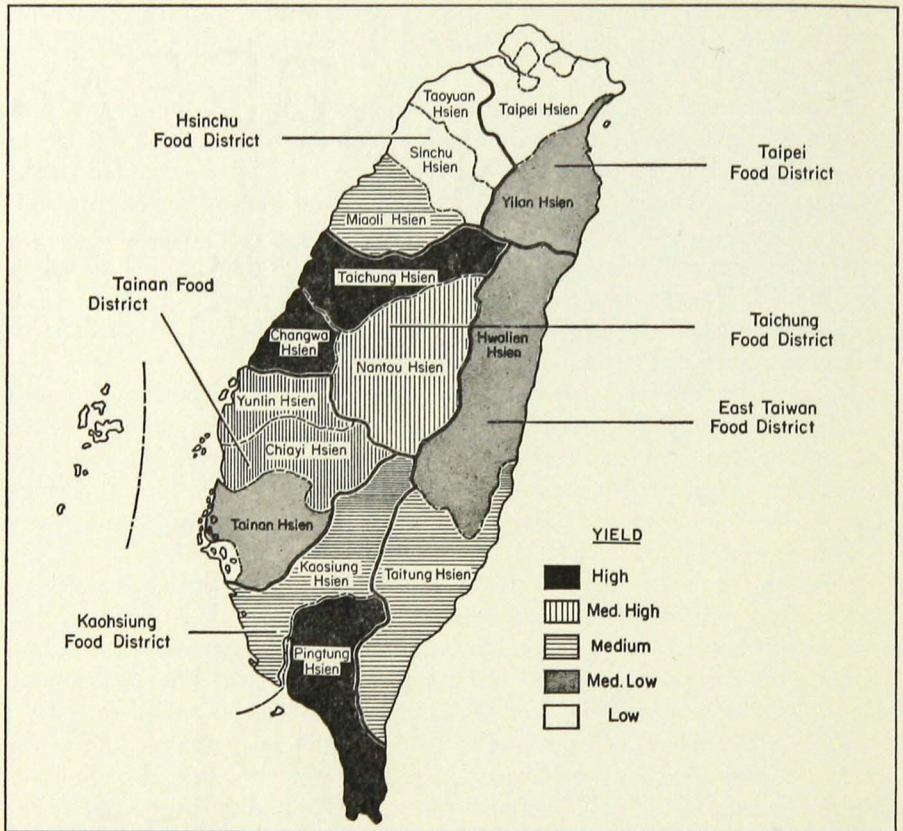 Taoyuan
Hsien
Taipei Hsien
Hsinchu
Food District
Sinchu
Hsien
Taipei
Food District
Yilan Hsien
Miaoli Hsien
Taichung Hsien
Tainan Food
District
Taichung
Food District
Changwa
Hsien
Hwalien
Hsien
Nantou Hsien
Yunlin Hsien
East Taiwan
Food District
Chiayi Hsien
Tainan Hsien
YIELD
Kaosiung
Hsien
Taitung Hsien
High
Med. High
Kaohsiung
Food District
Medium
Pingtung
Hsien
Med. Low
Low